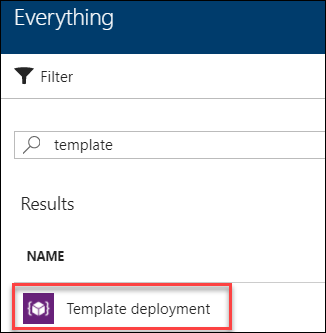 Everything
Filter
template
Results
NAME
Template deployment